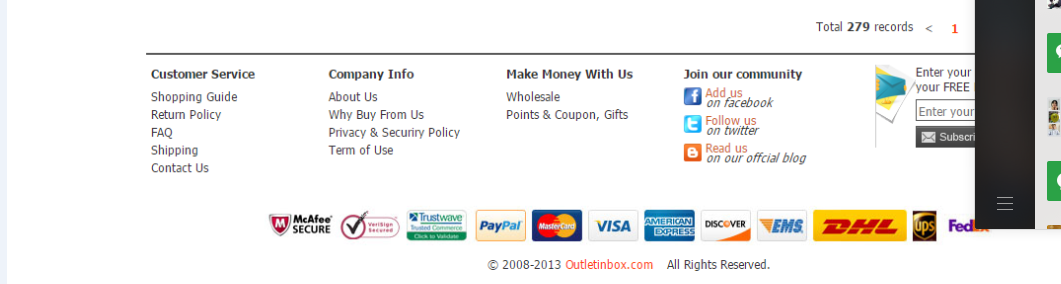 Total 279 records < 1
Customer Service
Shopping Guide
Return Policy
FAQ
Shipping
Contact Us
Company Info
About Us
Why Buy From Us
Privacy & Securiry Policy
Term of Use
Make Money With Us
Wholesale
Points & Coupon, Gifts
Join our community
Add us
on facebook
Follow us
on twitter
Read us
on our offcial blog
Enter your
your FREE
Enter your
Subscri
McAfee
SECURE
VeriSign
Secured
Trustwave
Trusted Commerce
Click to Validate
PayPal
MasterCard
VISA
AMERICAN
EXPRESS
DISCOVER
EMS
DHL
ups
FedEx
© 2008-2013 Outletinbox.com All Rights Reserved.